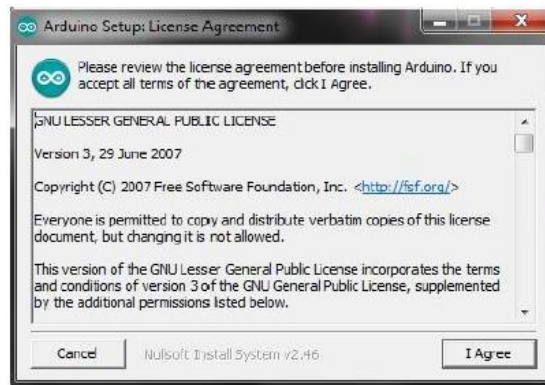 Arduino Setup: License Agreement
Please review the license agreement before installing Arduino. If you
accept all terms of the agreement, click I Agree.
GNU LESSER GENERAL PUBLIC LICENSE
Version 3, 29 June 2007
Copyright (C) 2007 Free Software Foundation, Inc. <http://fsf.org/>
Everyone is permitted to copy and distribute verbatim copies of this license
document, but changing it is not allowed.
This version of the GNU Lesser General Public License incorporates the terms
and conditions of version 3 of the GNU General Public License, supplemented
by the additional permissions listed below.
Cancel
Nullsoft Install System v2.46
I Agree